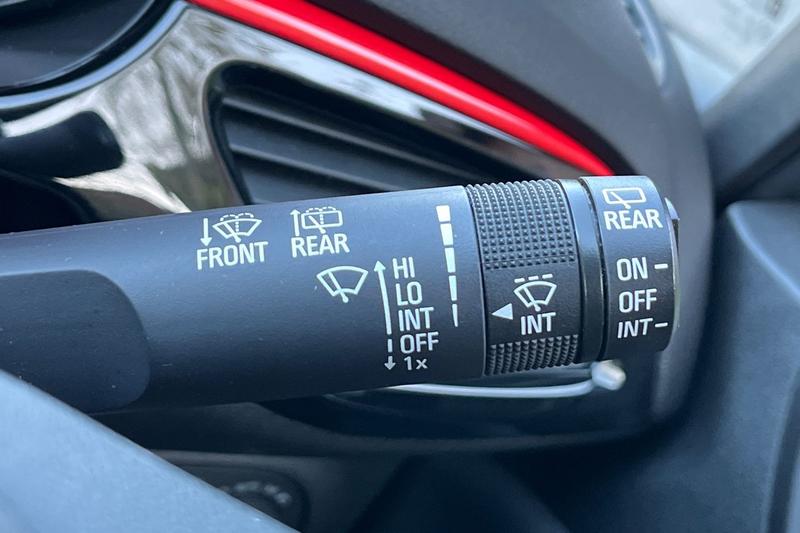 FRONT
REAR
HI
LO
INT
OFF
1x
INT
REAR
ON
OFF
INT